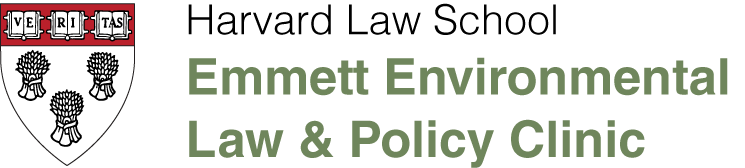 VE RI TAS
Harvard Law School
Emmett Environmental
Law & Policy Clinic